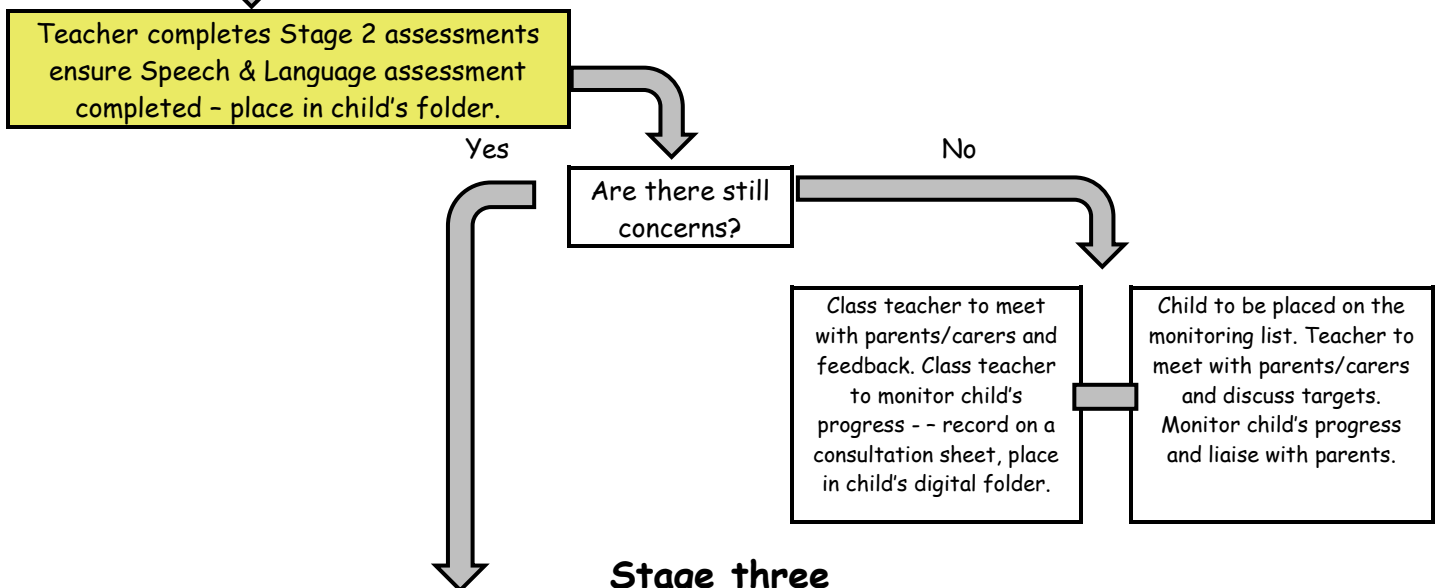 Teacher completes Stage 2 assessments
ensure Speech & Language assessment
completed – place in child's folder.
Yes
No
Are there still
concerns?
Class teacher to meet
with parents/carers and
feedback. Class teacher
to monitor child's
progress - – record on a
consultation sheet, place
in child's digital folder.
Child to be placed on the
monitoring list. Teacher to
meet with parents/carers
and discuss targets.
Monitor child's progress
and liaise with parents.
Stage three